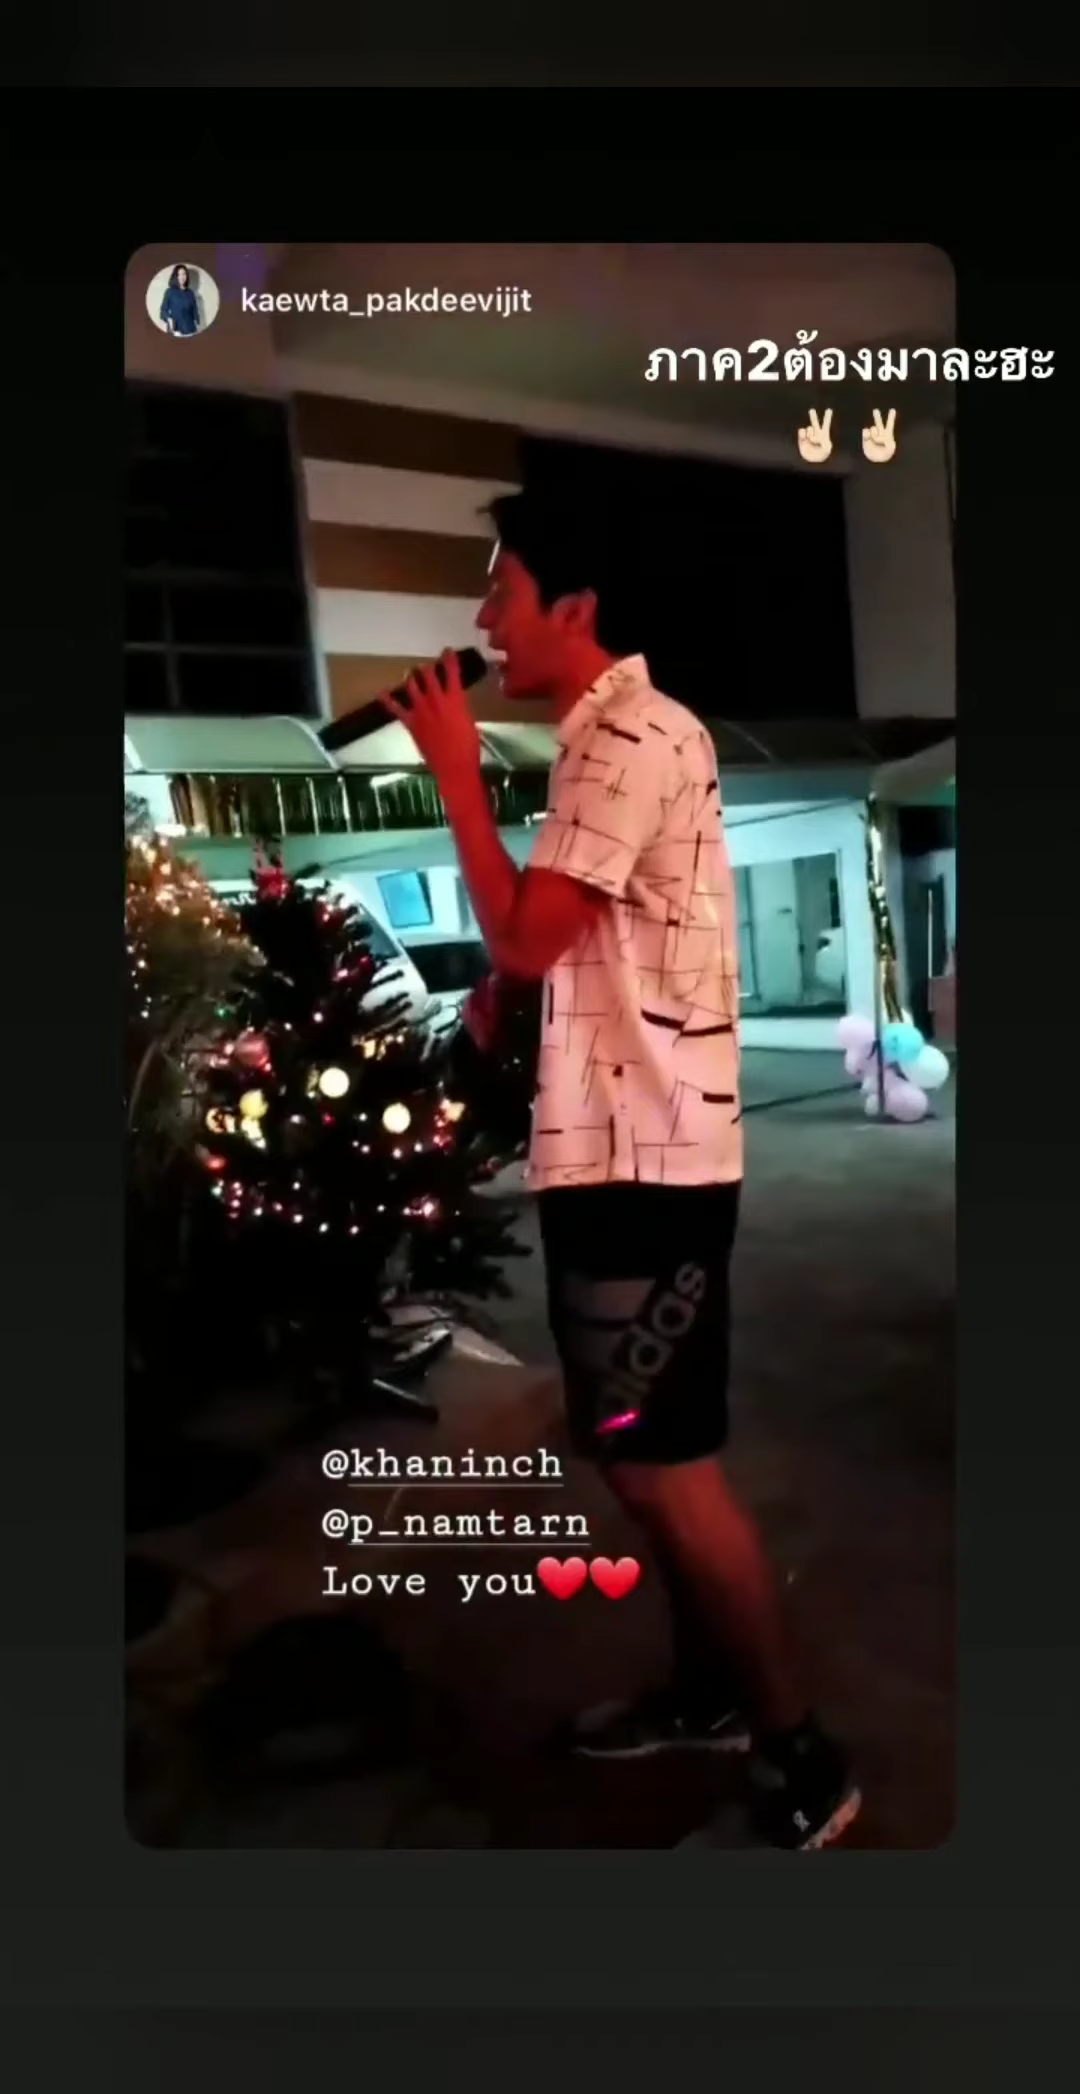 kaewta_pakdeevijit
ภาค2ต้องมาละฮะ
✌🏻✌🏻
adidas
@khaninch
@p_namtarn
Love you❤️❤️